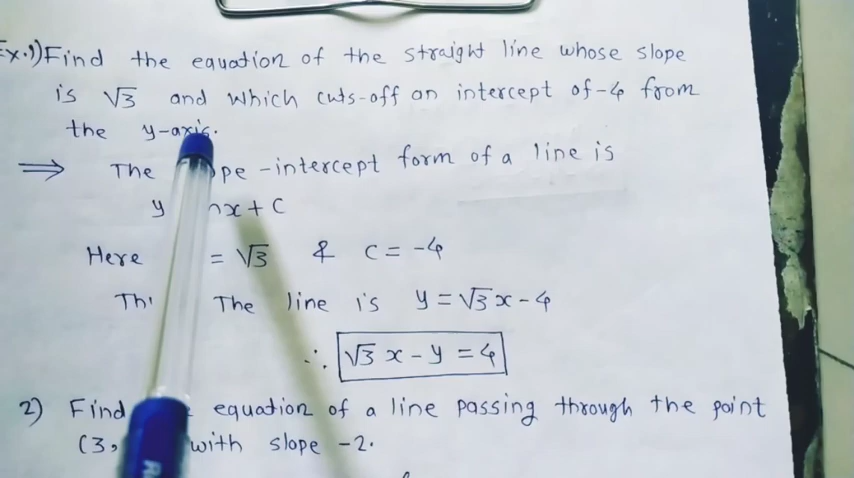 Ex.1) Find the equation of the straight line whose slope
is √3 and which cuts-off an intercept of -4 from
the y-axis.
⇒ The pe-intercept form of a line is
y x + c
Here = √3 & c = -4
The line is y = √3x - 4
∴ √3 x - y = 4
2) Find equation of a line passing through the point
(3, with slope -2.